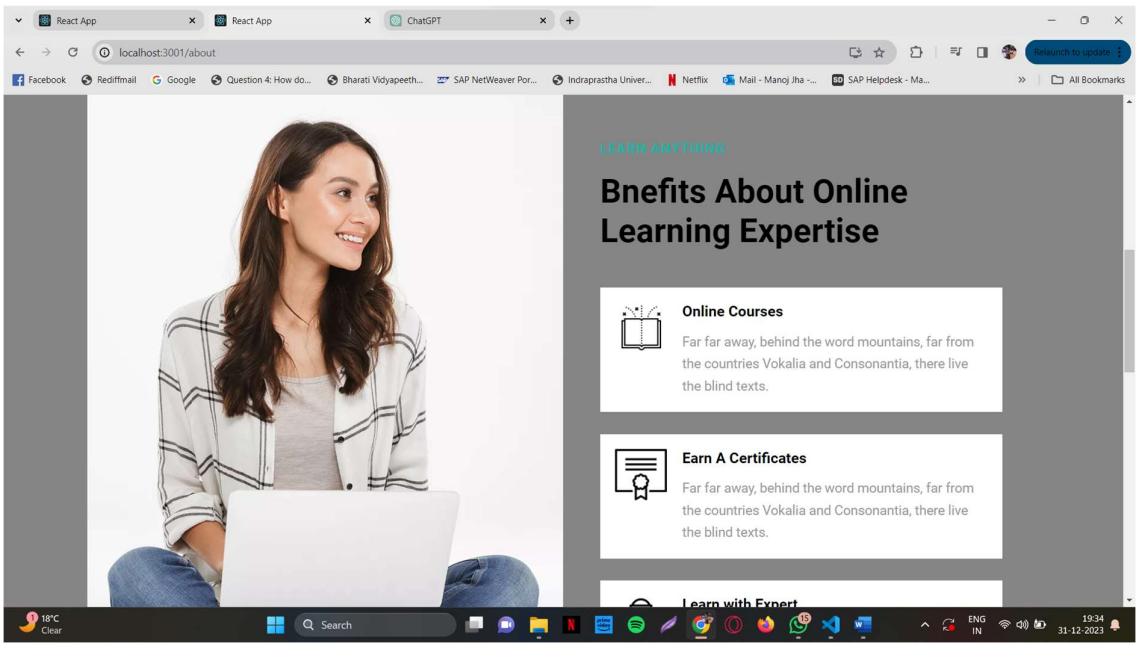 React App
React App
ChatGPT
localhost:3001/about
Relaunch to update
Facebook
Rediffmail
Google
Question 4: How do...
Bharati Vidyapeeth...
SAP NetWeaver Por...
Indraprastha Univer...
Netflix
Mail - Manoj Jha -...
SAP Helpdesk - Ma...
All Bookmarks
LEARN ANYTHING
Bnefits About Online
Learning Expertise
Online Courses
Far far away, behind the word mountains, far from
the countries Vokalia and Consonantia, there live
the blind texts.
Earn A Certificates
Far far away, behind the word mountains, far from
the countries Vokalia and Consonantia, there live
the blind texts.
Learn with Expert
1
18°C
Clear
Search
prime
video
15
ENG
IN
19:34
31-12-2023